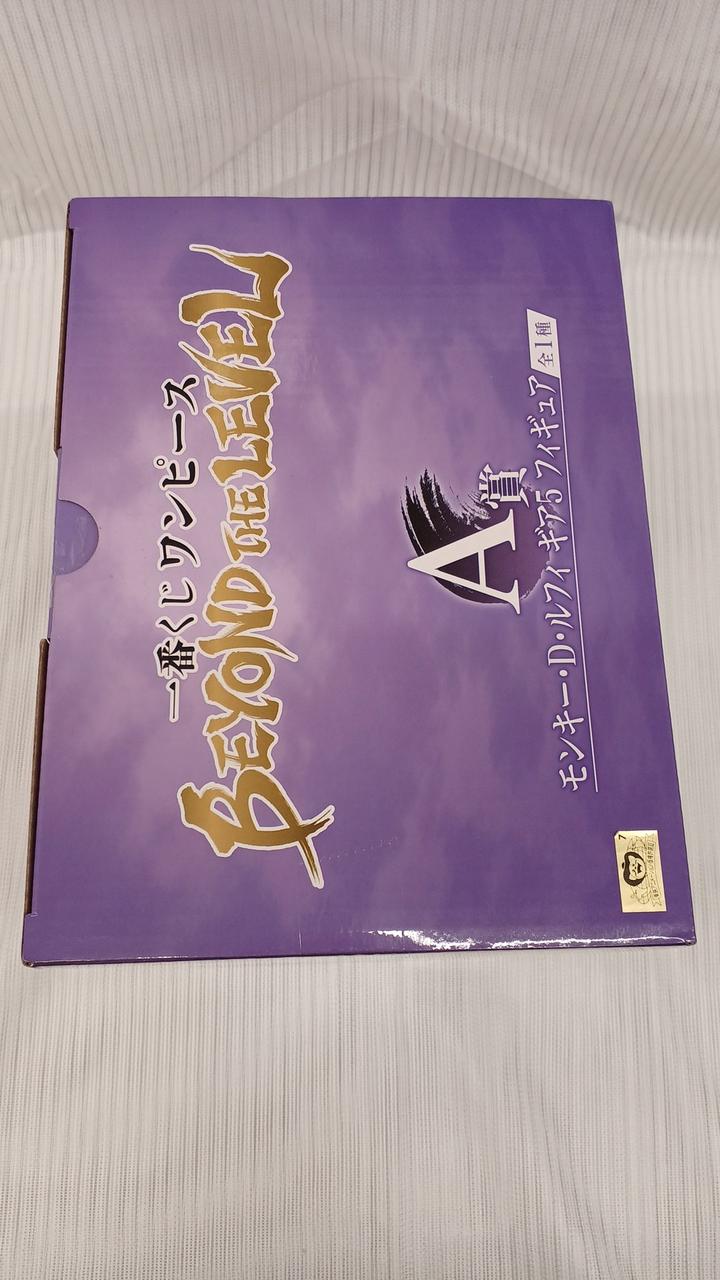 一番くじ ワンピース
BEYOND THE LEVEL
A賞
モンキー・D・ルフィ ギア5 フィギュア 全1種
7